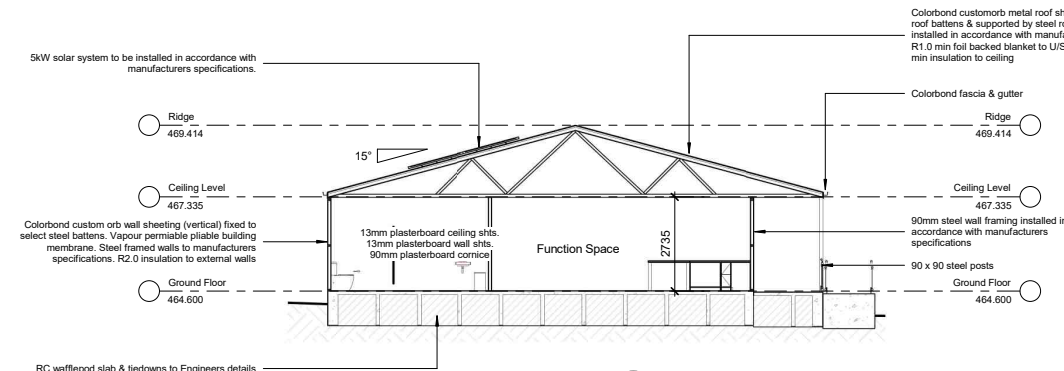 Colorbond customorb metal roof
roof battens & supported by steel
installed in accordance with
R1.0 min foil backed blanket to U/S
min insulation to ceiling
5kW solar system to be installed in accordance with
manufacturers specifications.
Colorbond fascia & gutter
Ridge
469.414
Ridge
469.414
15°
Ceiling Level
467.335
Ceiling Level
467.335
Colorbond custom orb wall sheeting (vertical) fixed to
select steel battens. Vapour permiable pliable building
membrane. Steel framed walls to manufacturers
specifications. R2.0 insulation to external walls
13mm plasterboard ceiling shts.
13mm plasterboard wall shts.
90mm plasterboard cornice
Function Space
2735
90mm steel wall framing installed in
accordance with manufacturers
specifications
90 x 90 steel posts
Ground Floor
464.600
Ground Floor
464.600
RC wafflepod slab & tiedowns to Engineers details